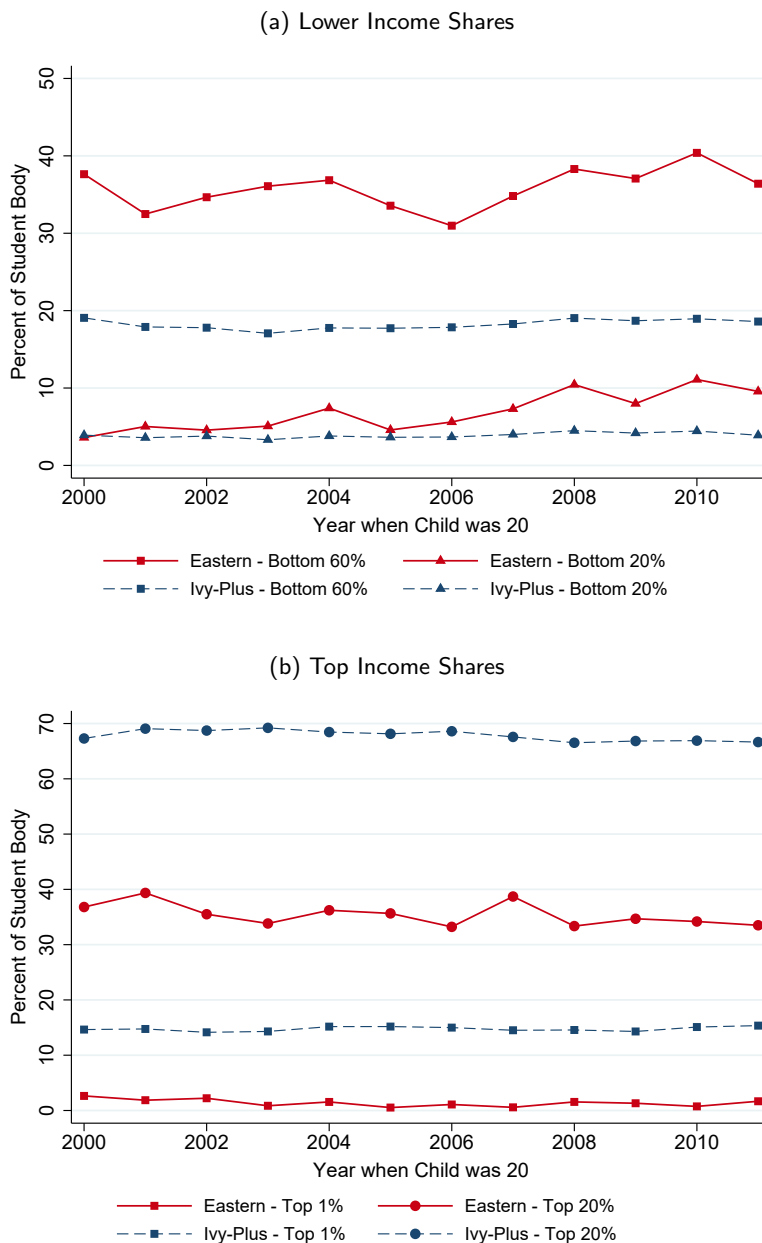 (a) Lower Income Shares
50
40
30
20
10
0
Percent of Student Body
2000 2002 2004 2006 2008 2010
Year when Child was 20
Eastern - Bottom 60% Eastern - Bottom 20%
Ivy-Plus - Bottom 60% Ivy-Plus - Bottom 20%
(b) Top Income Shares
70
60
50
40
30
20
10
0
Percent of Student Body
2000 2002 2004 2006 2008 2010
Year when Child was 20
Eastern - Top 1% Eastern - Top 20%
Ivy-Plus - Top 1% Ivy-Plus - Top 20%